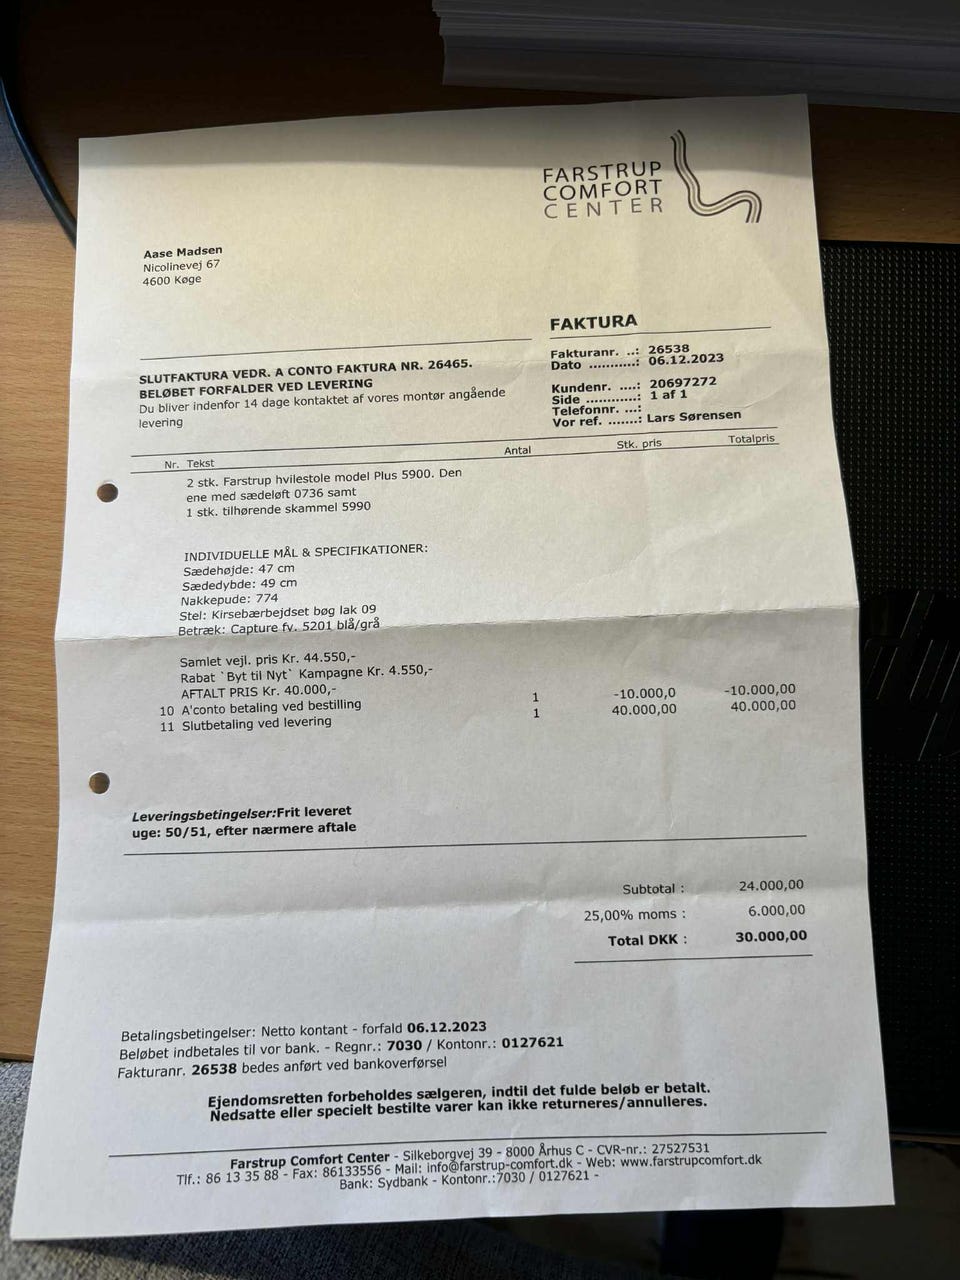 FARSTRUP
COMFORT
CENTER
Aase Madsen
Nicolinevej 67
4600 Køge
FAKTURA
SLUTFAKTURA VEDR. A CONTO FAKTURA NR. 26465.
BELØBET FORFALDER VED LEVERING
Du bliver indenfor 14 dage kontaktet af vores montør angående
levering
Fakturanr. ..: 26538
Dato ...........: 06.12.2023
Kundenr. ....: 20697272
Side ............: 1 af 1
Telefonnr. ...:
Vor ref. .......: Lars Sørensen
Nr. Tekst Antal Stk. pris Totalpris
2 stk. Farstrup hvilestole model Plus 5900. Den
ene med sædeløft 0736 samt
1 stk. tilhørende skammel 5990
INDIVIDUELLE MÅL & SPECIFIKATIONER:
Sædehøjde: 47 cm
Sædedybde: 49 cm
Nakkepude: 774
Stel: Kirsebærbejdset bøg lak 09
Betræk: Capture fv. 5201 blå/grå
Samlet vejl. pris Kr. 44.550,-
Rabat `Byt til Nyt` Kampagne Kr. 4.550,-
AFTALT PRIS Kr. 40.000,-
10 A'conto betaling ved bestilling 1 -10.000,0 -10.000,00
11 Slutbetaling ved levering 1 40.000,00 40.000,00
Leveringsbetingelser:Frit leveret
uge: 50/51, efter nærmere aftale
Subtotal : 24.000,00
25,00% moms : 6.000,00
Total DKK : 30.000,00
Betalingsbetingelser: Netto kontant - forfald 06.12.2023
Beløbet indbetales til vor bank. - Regnr.: 7030 / Kontonr.: 0127621
Fakturanr. 26538 bedes anført ved bankoverførsel
Ejendomsretten forbeholdes sælgeren, indtil det fulde beløb er betalt.
Nedsatte eller specielt bestilte varer kan ikke returneres/annulleres.
Farstrup Comfort Center - Silkeborgvej 39 - 8000 Århus C - CVR-nr.: 27527531
Tlf.: 86 13 35 88 - Fax: 86133556 - Mail: info@farstrup-comfort.dk - Web: www.farstrupcomfort.dk
Bank: Sydbank - Kontonr.:7030 / 0127621 -